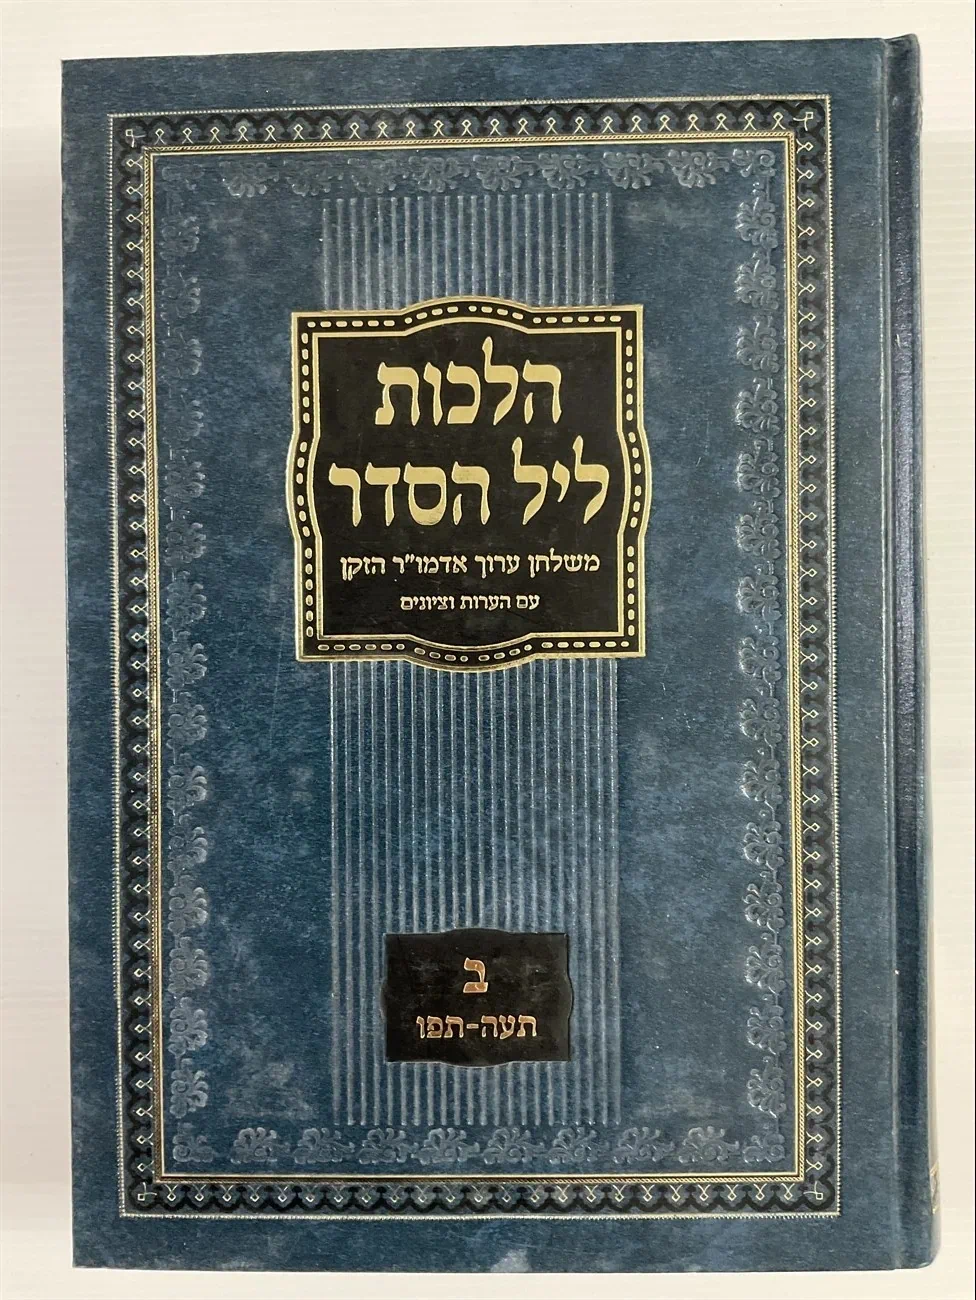 הלכות
ליל הסדר
משלחן ערוך אדמו״ר הזקן
עם הערות וציונים
ב
תעה-תפו